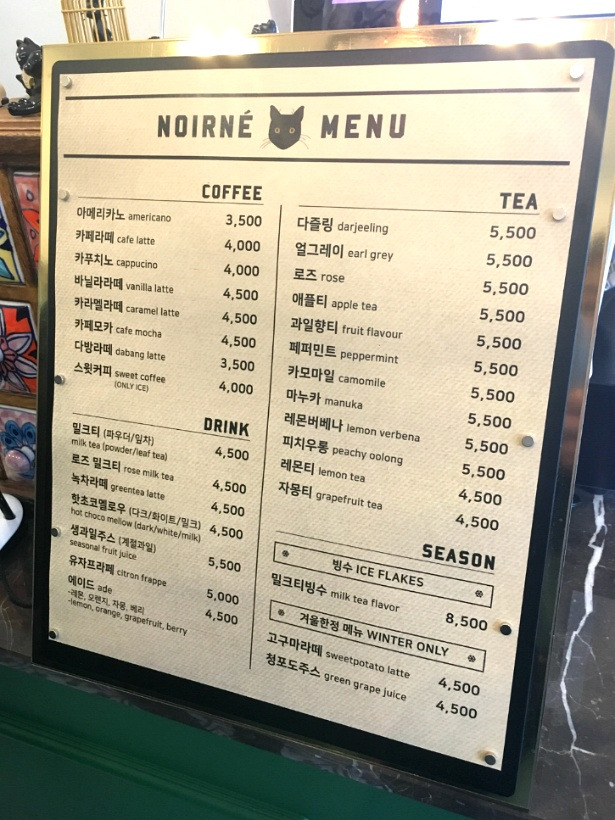 NOIRNÉ MENU
COFFEE
아메리카노 americano 3,500
카페라떼 cafe latte 4,000
카푸치노 cappucino 4,000
바닐라라떼 vanilla latte 4,500
카라멜라떼 caramel latte 4,500
카페모카 cafe mocha 4,500
다방라떼 dabang latte 3,500
스윗커피 sweet coffee 4,000
(ONLY ICE)
DRINK
밀크티 (파우더/잎차)
milk tea (powder/leaf tea) 4,500
로즈 밀크티 rose milk tea 4,500
녹차라떼 greentea latte 4,500
핫초코멜로우 (다크/화이트/밀크)
hot choco mellow (dark/white/milk) 4,500
생과일주스 (계절과일)
seasonal fruit juice 5,500
유자프라페 citron frappe 5,000
에이드 ade 4,500
-레몬, 오렌지, 자몽, 베리
-lemon, orange, grapefruit, berry
TEA
다즐링 darjeeling 5,500
얼그레이 earl grey 5,500
로즈 rose 5,500
애플티 apple tea 5,500
과일향티 fruit flavour 5,500
페퍼민트 peppermint 5,500
카모마일 camomile 5,500
마누카 manuka 5,500
레몬버베나 lemon verbena 5,500
피치우롱 peachy oolong 5,500
레몬티 lemon tea 4,500
자몽티 grapefruit tea 4,500
SEASON
빙수 ICE FLAKES
밀크티빙수 milk tea flavor 8,500
겨울한정 메뉴 WINTER ONLY
고구마라떼 sweetpotato latte 4,500
청포도주스 green grape juice 4,500